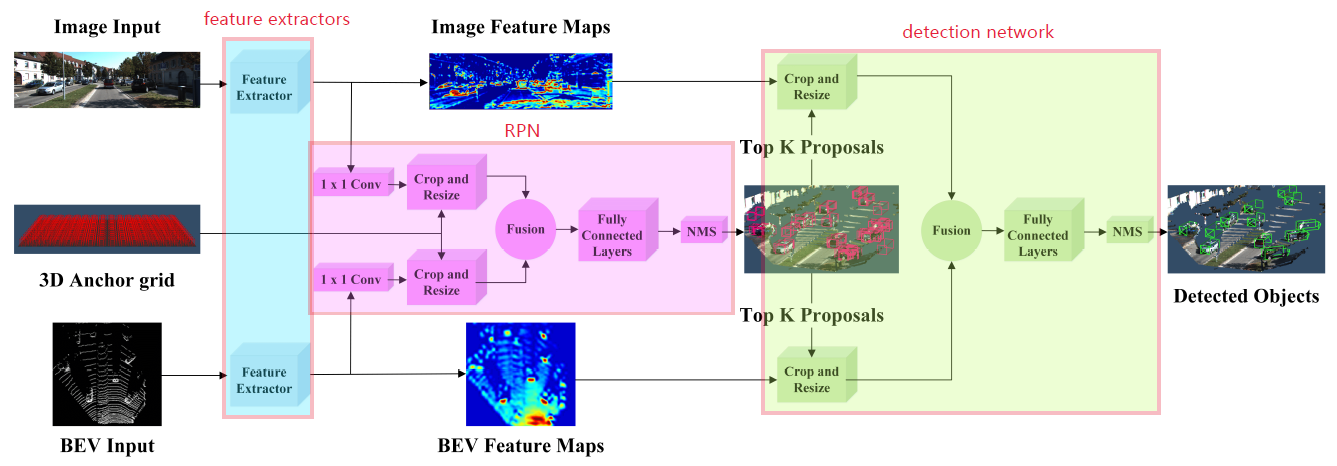 feature extractors
Image Input
Image Feature Maps
detection network
Feature
Extractor
Crop and
Resize
RPN
Top K Proposals
1 x 1 Conv
Crop and
Resize
Fusion
Fully
Connected
Layers
NMS
Fusion
Fully
Connected
Layers
NMS
3D Anchor grid
1 x 1 Conv
Crop and
Resize
Detected Objects
Top K Proposals
Feature
Extractor
Crop and
Resize
BEV Input
BEV Feature Maps